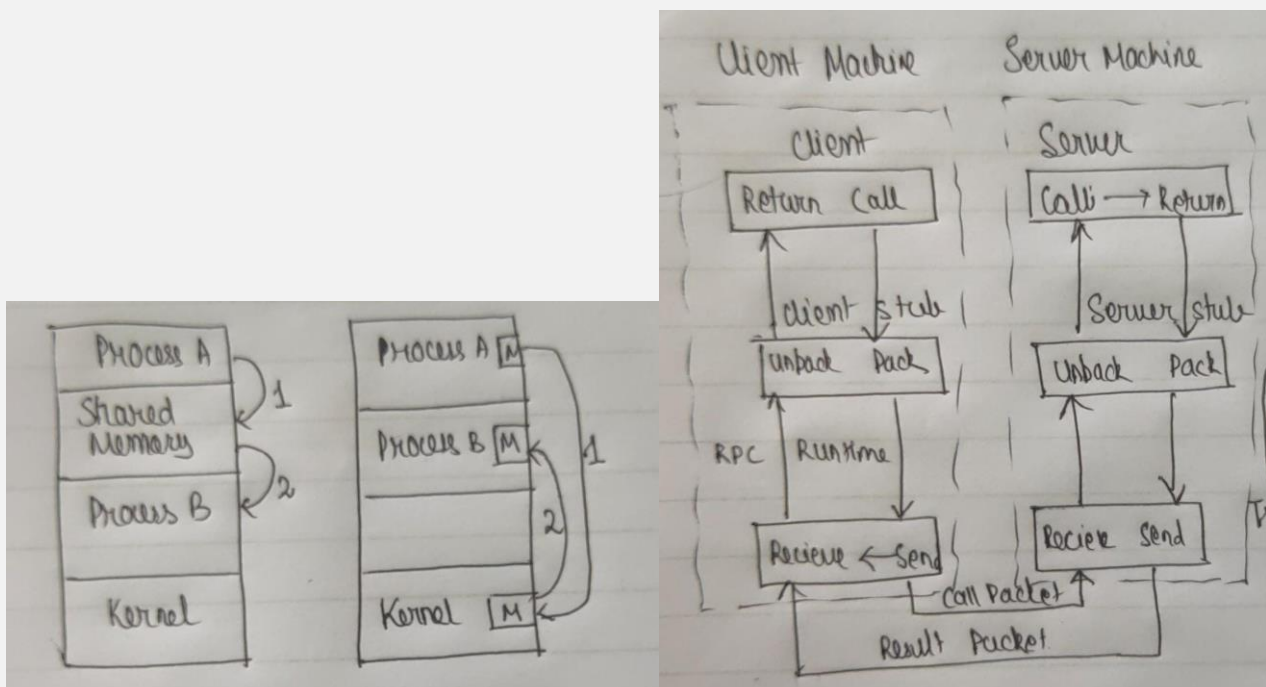 Process A
Shared
Memory
1
2
Process B
Kernel
Process A M
Process B M
1
2
Kernel M
Client Machine
Server Machine
Client
Return Call
Client Stub
Unback Pack
RPC Runtime
Recieve ← Send
Server
Call → Return
Server Stub
Unback Pack
Send
Call Packet
Result Packet